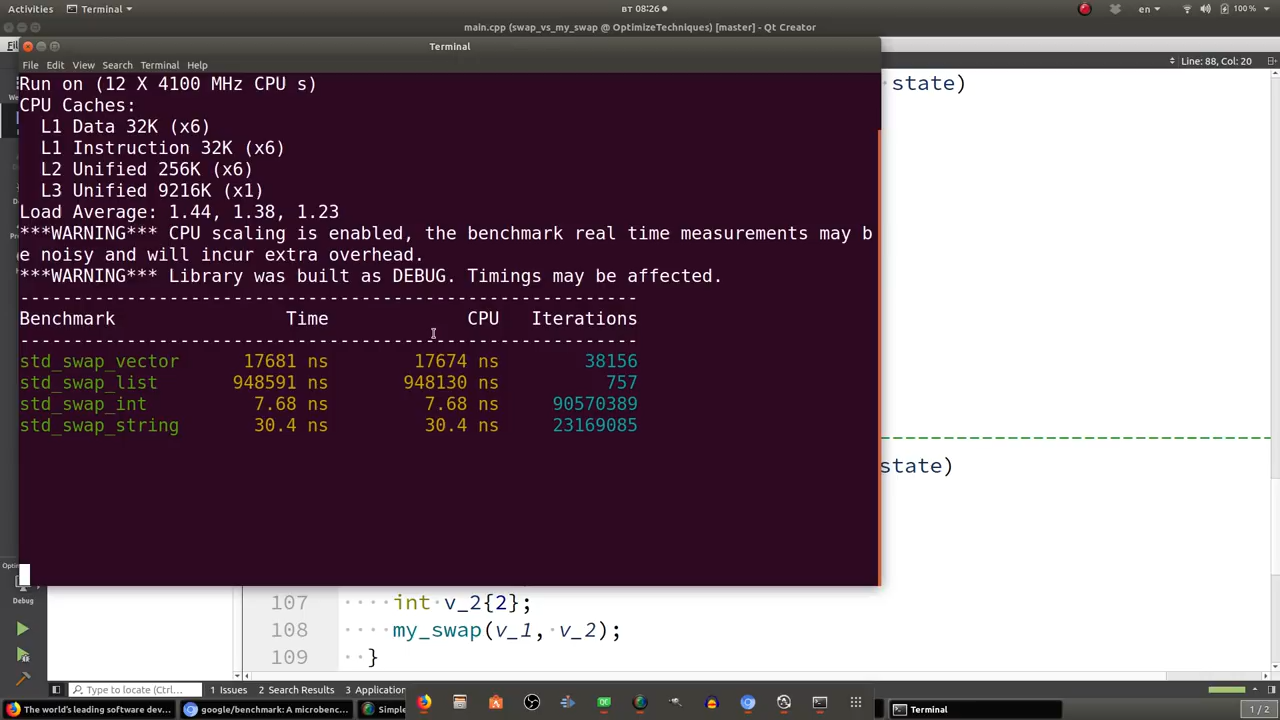 Activities Terminal BT 08:26 en 100 %
main.cpp (swap_vs_my_swap @ OptimizeTechniques) [master] - Qt Creator
Terminal
Line: 88, Col: 20
File Edit View Search Terminal Help
Run on (12 X 4100 MHz CPU s)
state)
CPU Caches:
L1 Data 32K (x6)
L1 Instruction 32K (x6)
L2 Unified 256K (x6)
L3 Unified 9216K (x1)
Load Average: 1.44, 1.38, 1.23
***WARNING*** CPU scaling is enabled, the benchmark real time measurements may b
e noisy and will incur extra overhead.
***WARNING*** Library was built as DEBUG. Timings may be affected.
------------------------------------------------------------
Benchmark Time CPU Iterations
------------------------------------------------------------
std_swap_vector 17681 ns 17674 ns 38156
std_swap_list 948591 ns 948130 ns 757
std_swap_int 7.68 ns 7.68 ns 90570389
std_swap_string 30.4 ns 30.4 ns 23169085
state)
Debug
107 int v_2{2};
108 my_swap(v_1, v_2);
109 }
Type to locate (Ctrl-... 1 Issues 2 Search Results 3 Application
The world's leading software dev... google/benchmark: A microbenc... Simple Terminal 1 / 2